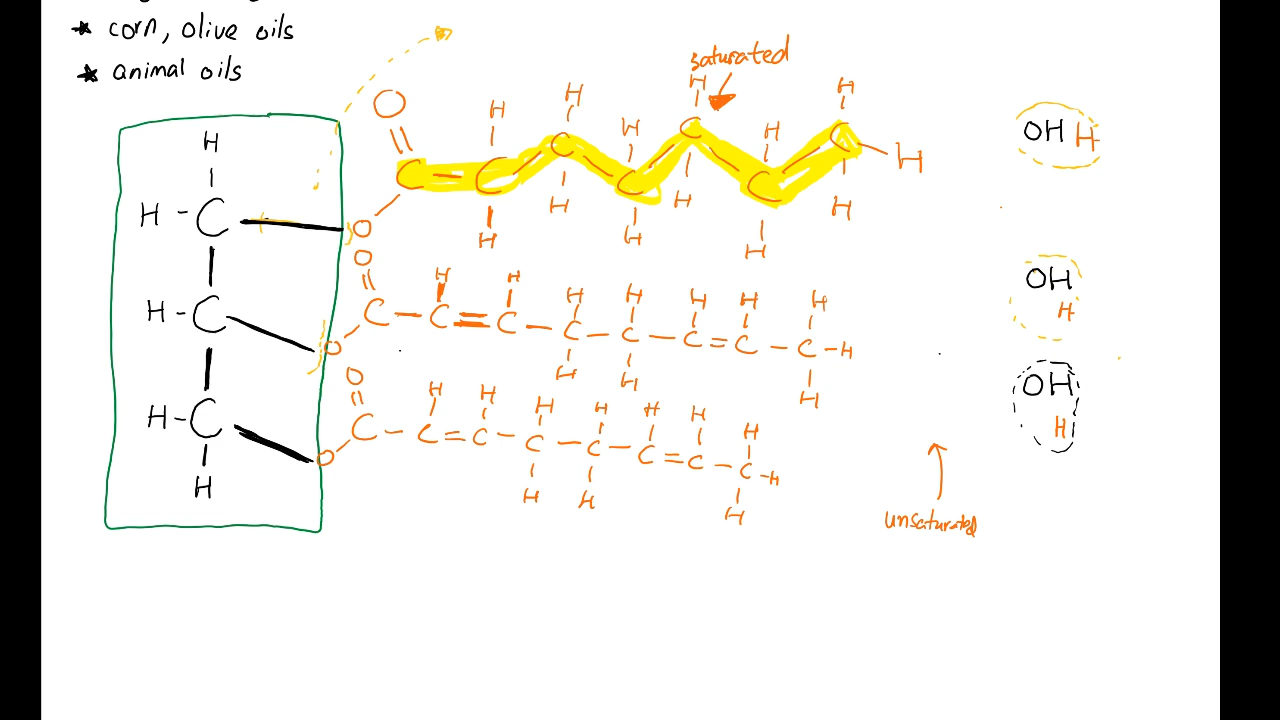 * corn, olive oils
* animal oils
saturated
H
O
H H H H H H
H - C
C - C - C - C - C - C - C - H
OH H
H H H H H H
O
O
H H H H H H H
H - C
C - C = C - C - C - C = C - C - H
OH
H
O
H H H
O
H H H H H H H
H - C
C - C = C - C - C - C = C - C - H
OH
H
O
H
H H H
unsaturated